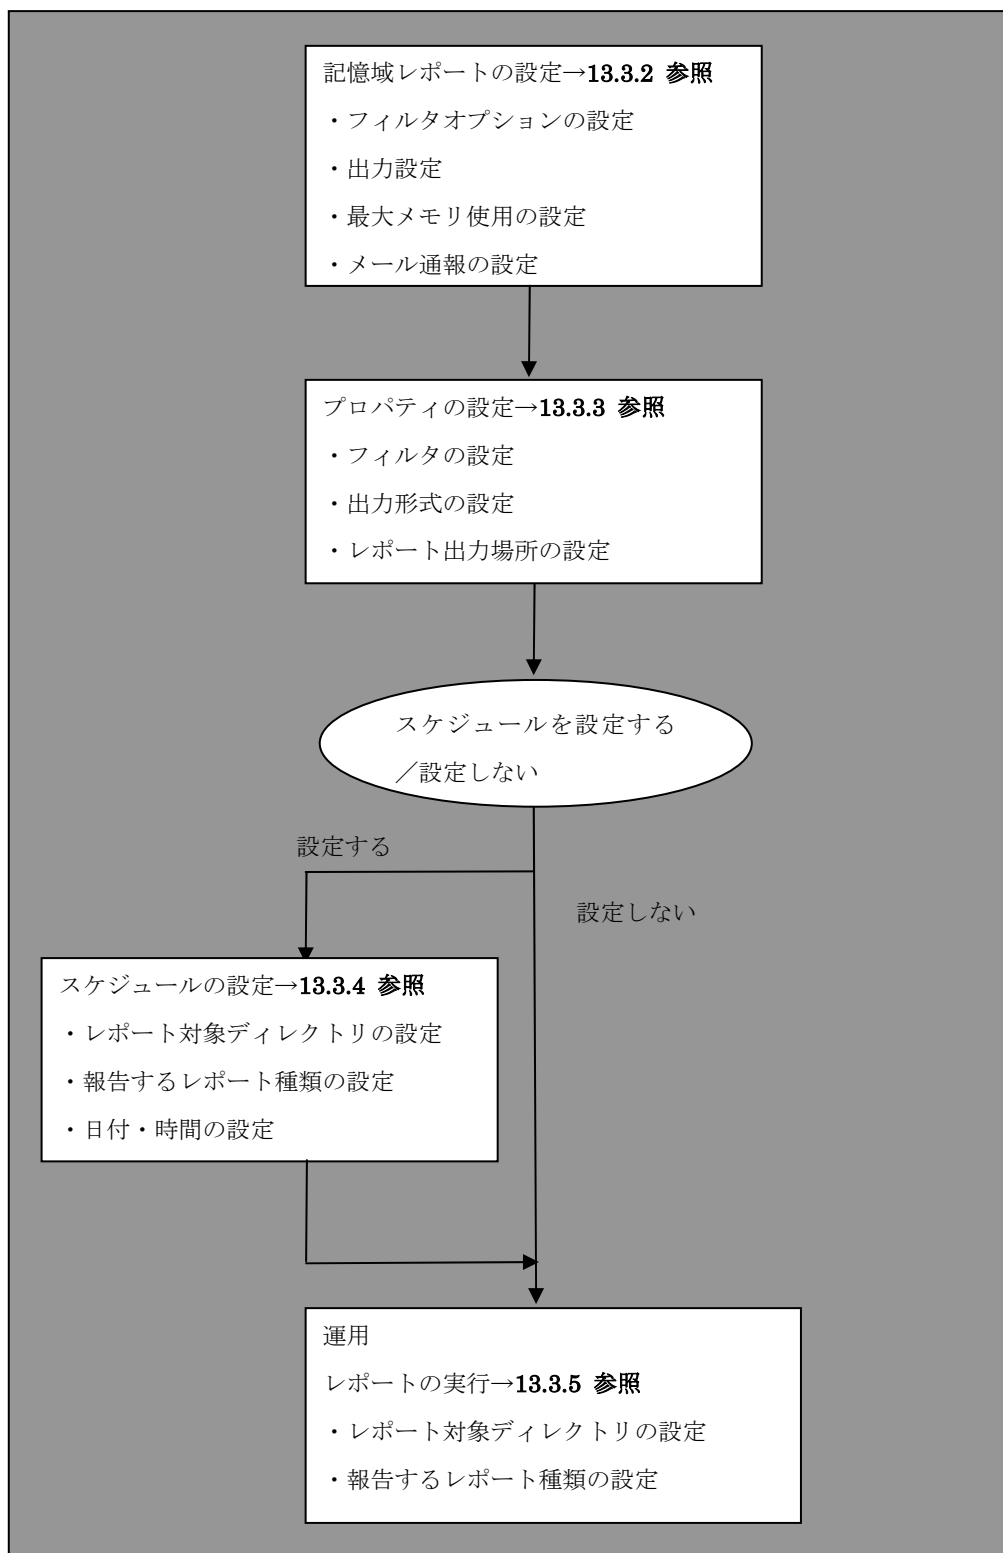 記憶域レポートの設定→13.3.2 参照
・フィルタオプションの設定
・出力設定
・最大メモリ使用の設定
・メール通報の設定
プロパティの設定→13.3.3 参照
・フィルタの設定
・出力形式の設定
・レポート出力場所の設定
スケジュールを設定する
／設定しない
設定する
設定しない
スケジュールの設定→13.3.4 参照
・レポート対象ディレクトリの設定
・報告するレポート種類の設定
・日付・時間の設定
運用
レポートの実行→13.3.5 参照
・レポート対象ディレクトリの設定
・報告するレポート種類の設定